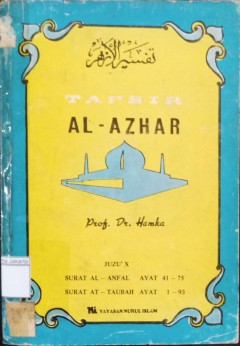 تفسير الأزهر
TAFSIR
AL-AZHAR
Prof. Dr. Hamka
JUZU' X
SURAT AL-ANFAL AYAT 41 - 75
SURAT AT-TAUBAH AYAT 1 - 93
YAYASAN NURUL ISLAM